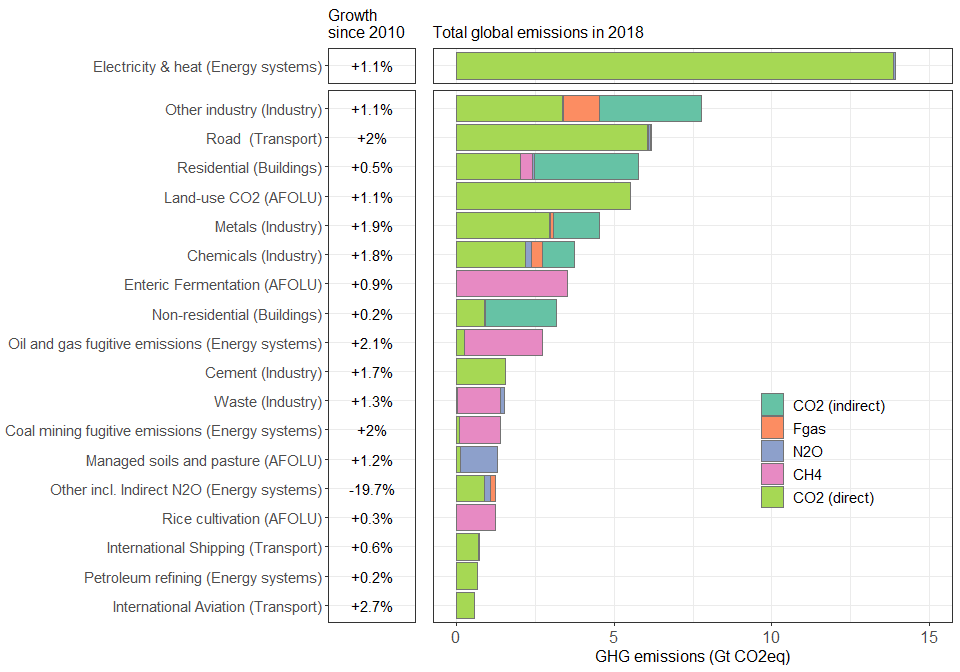 Growth
since 2010
Total global emissions in 2018
Electricity & heat (Energy systems) +1.1%
Other industry (Industry) +1.1%
Road  (Transport) +2%
Residential (Buildings) +0.5%
Land-use CO2 (AFOLU) +1.1%
Metals (Industry) +1.9%
Chemicals (Industry) +1.8%
Enteric Fermentation (AFOLU) +0.9%
Non-residential (Buildings) +0.2%
Oil and gas fugitive emissions (Energy systems) +2.1%
Cement (Industry) +1.7%
Waste (Industry) +1.3%
Coal mining fugitive emissions (Energy systems) +2%
Managed soils and pasture (AFOLU) +1.2%
Other incl. Indirect N2O (Energy systems) -19.7%
Rice cultivation (AFOLU) +0.3%
International Shipping (Transport) +0.6%
Petroleum refining (Energy systems) +0.2%
International Aviation (Transport) +2.7%
CO2 (indirect)
Fgas
N2O
CH4
CO2 (direct)
0 5 10 15
GHG emissions (Gt CO2eq)